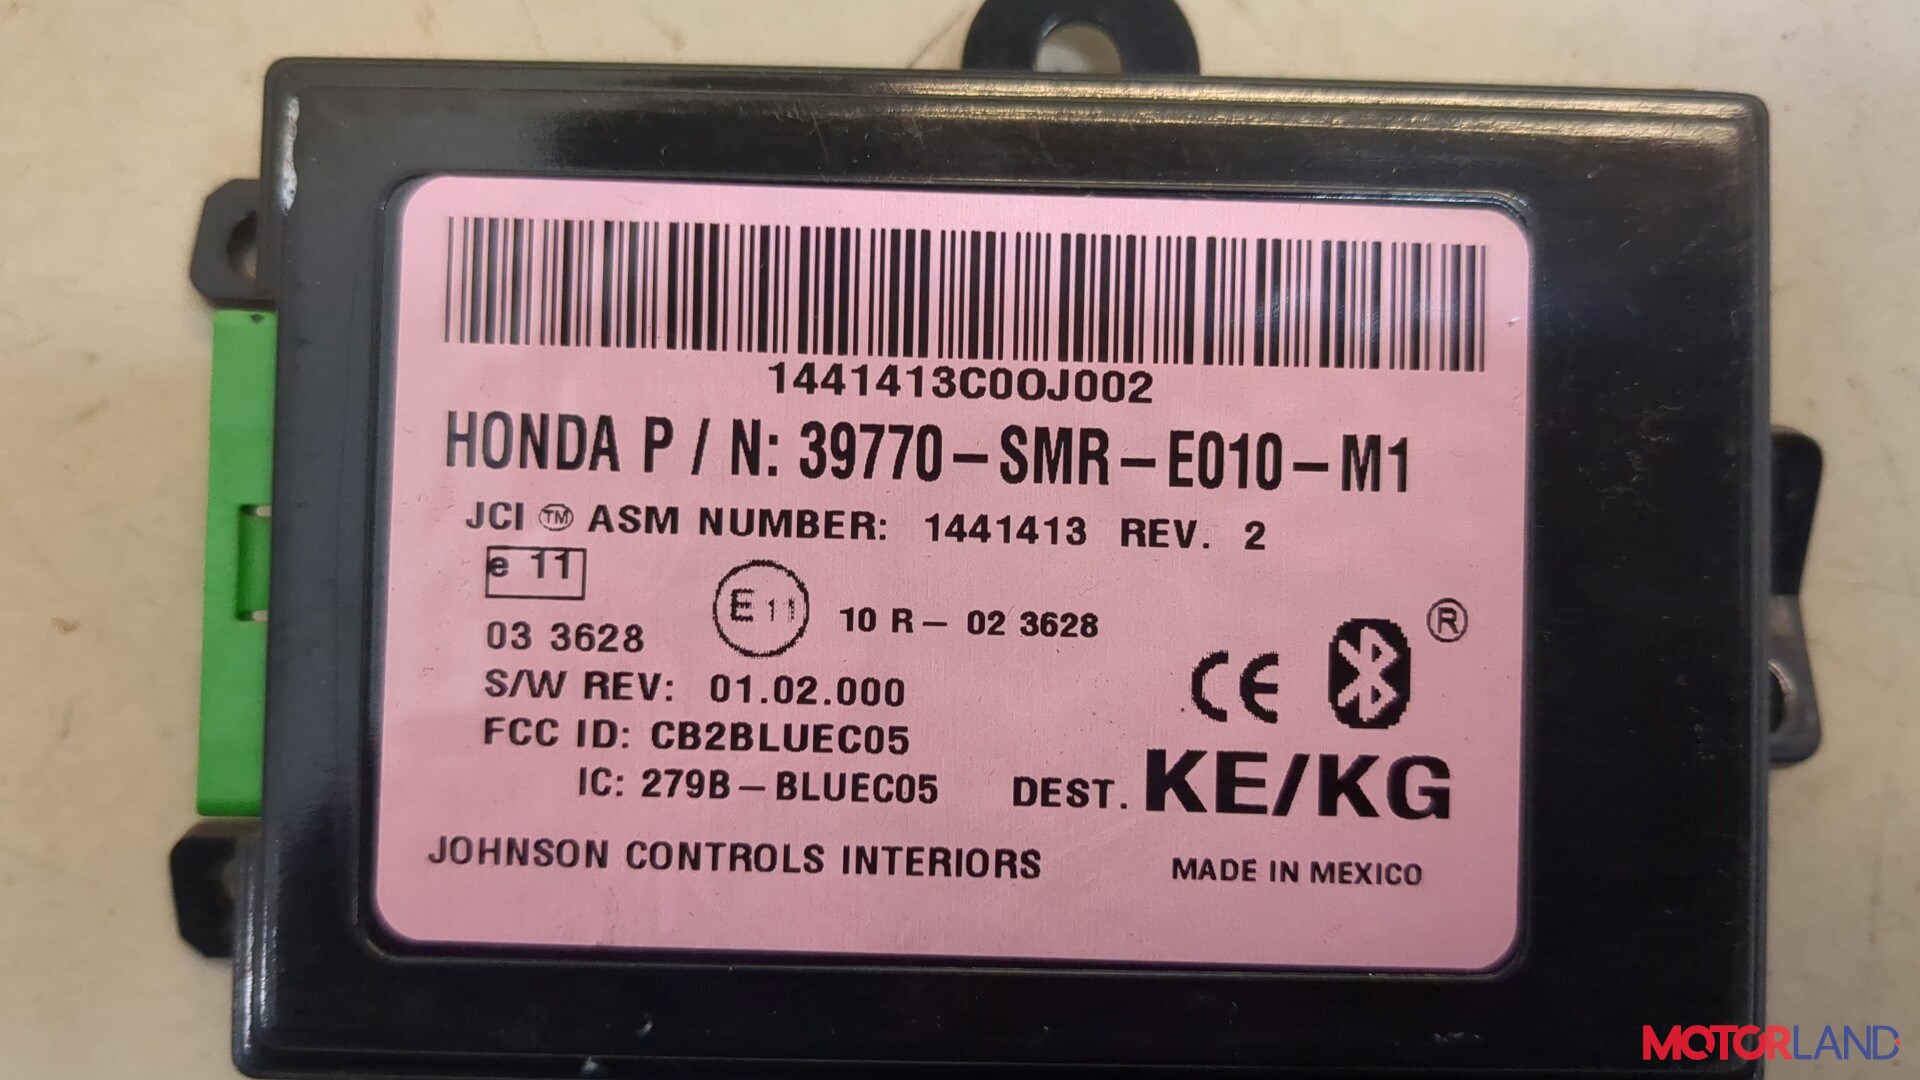 1441413C00J002
HONDA P / N: 39770-SMR-E010-M1
JCI ™ ASM NUMBER: 1441413 REV. 2
e 11
E 11 10 R- 02 3628
03 3628
S/W REV: 01.02.000
CE ®
FCC ID: CB2BLUEC05
IC: 279B-BLUEC05 DEST. KE/KG
JOHNSON CONTROLS INTERIORS MADE IN MEXICO
MOTORLAND